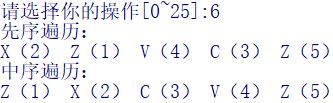 请选择你的操作[0~25]:6
先序遍历:
X（2） Z（1） V（4） C（3） Z（5）
中序遍历:
Z（1） X（2） C（3） V（4） Z（5）